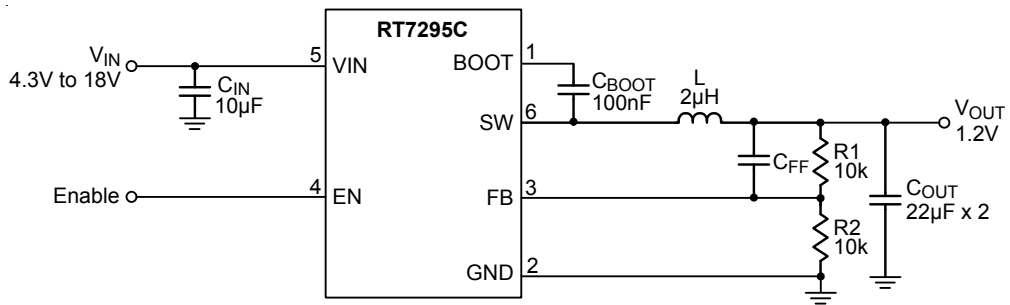 RT7295C
VIN
4.3V to 18V
CIN
10µF
5
VIN
BOOT
1
CBOOT
100nF
L
2µH
6
SW
VOUT
1.2V
CFF
R1
10k
COUT
22µF x 2
Enable
4
EN
FB
3
R2
10k
GND
2